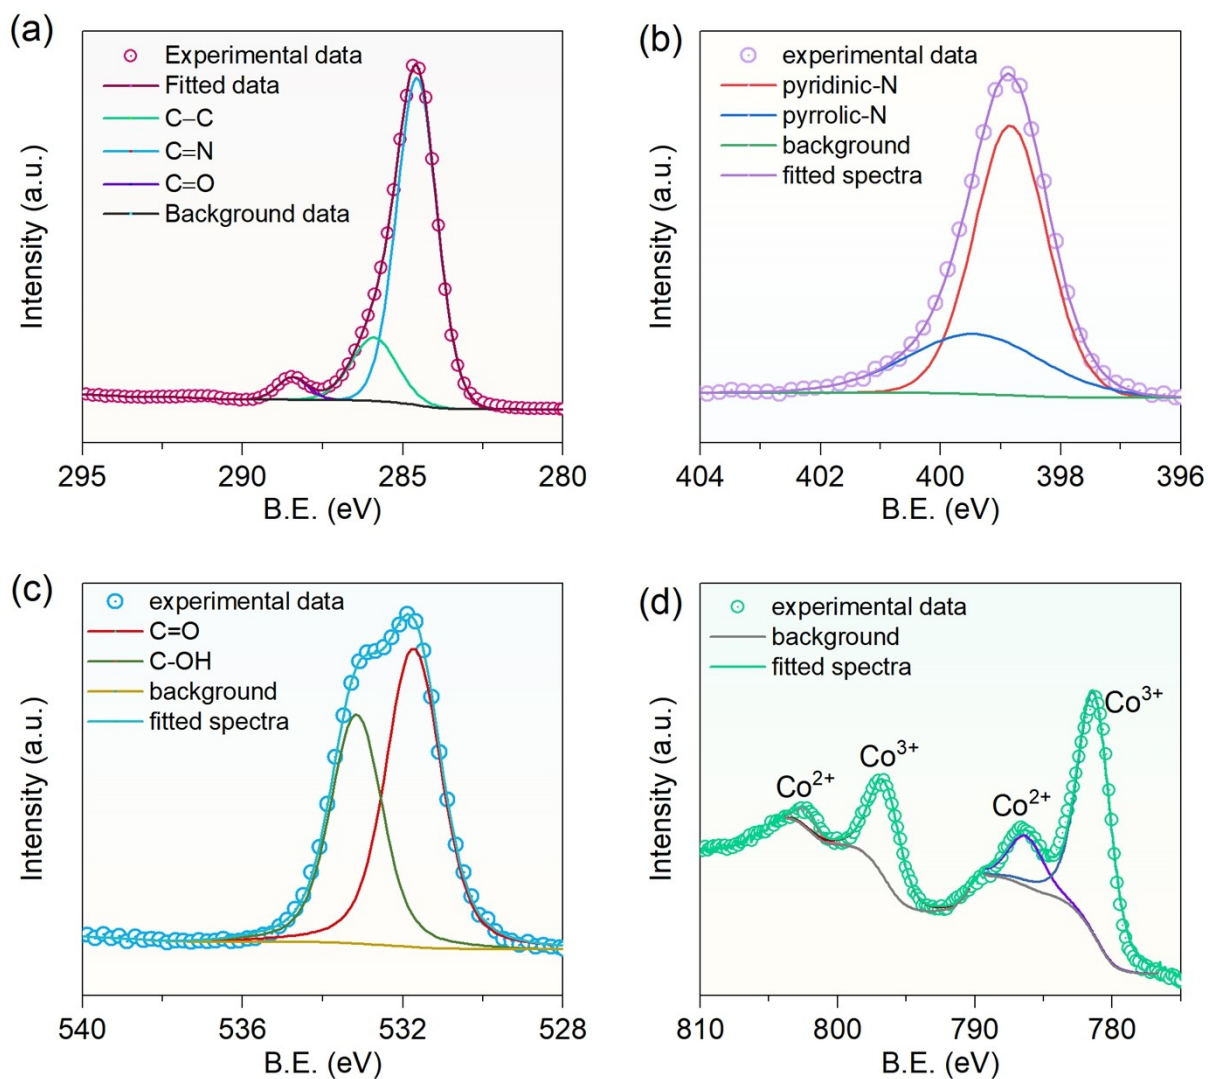 (a)
Experimental data
Fitted data
C–C
C=N
C=O
Background data
Intensity (a.u.)
295 290 285 280
B.E. (eV)
(b)
experimental data
pyridinic-N
pyrrolic-N
background
fitted spectra
Intensity (a.u.)
404 402 400 398 396
B.E. (eV)
(c)
experimental data
C=O
C-OH
background
fitted spectra
Intensity (a.u.)
540 536 532 528
B.E. (eV)
(d)
experimental data
background
fitted spectra
Co³⁺
Co³⁺
Co²⁺
Co²⁺
Intensity (a.u.)
810 800 790 780
B.E. (eV)